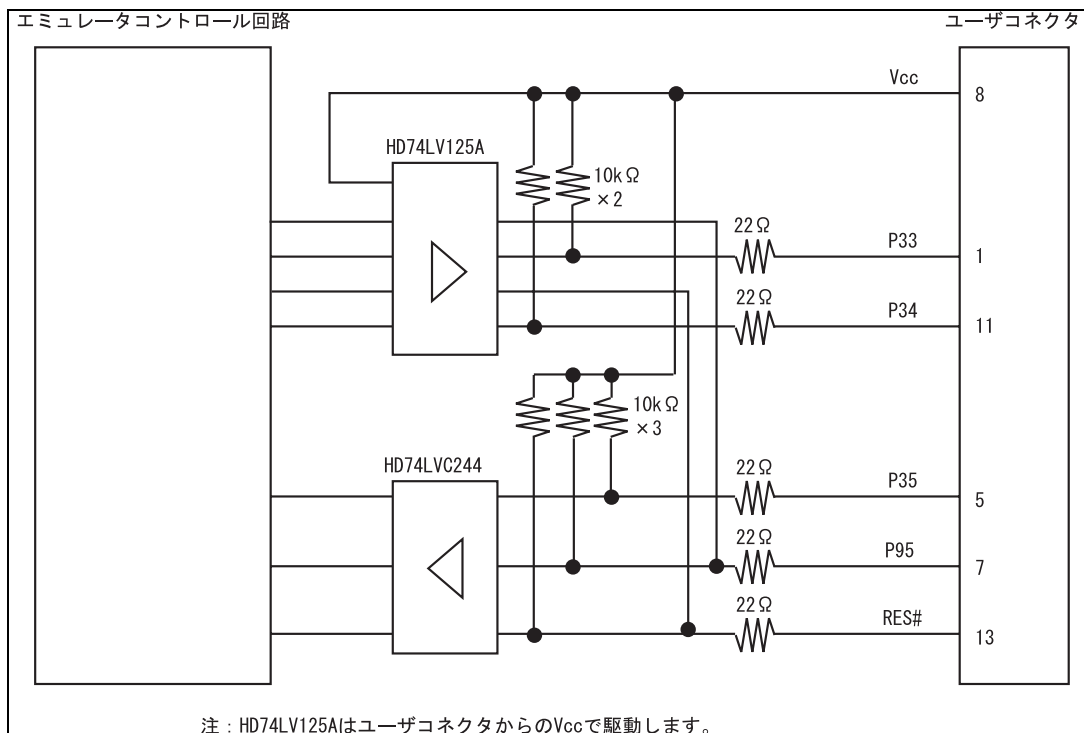 エミュレータコントロール回路
ユーザコネクタ
Vcc
8
HD74LV125A
10kΩ
×2
22Ω
P33
1
22Ω
P34
11
10kΩ
×3
HD74LVC244
22Ω
P35
5
22Ω
P95
7
22Ω
RES#
13
注：HD74LV125AはユーザコネクタからのVccで駆動します。